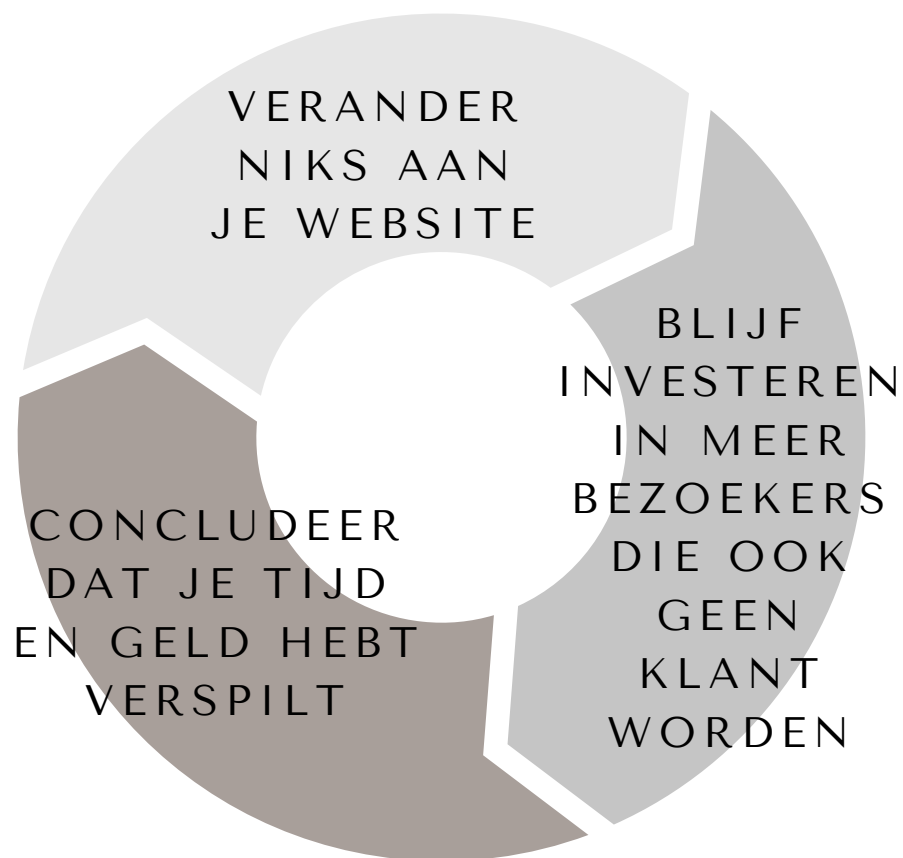 VERANDER
NIKS AAN
JE WEBSITE
BLIJF
INVESTEREN
IN MEER
BEZOEKERS
DIE OOK
GEEN
KLANT
WORDEN
CONCLUDEER
DAT JE TIJD
EN GELD HEBT
VERSPILT